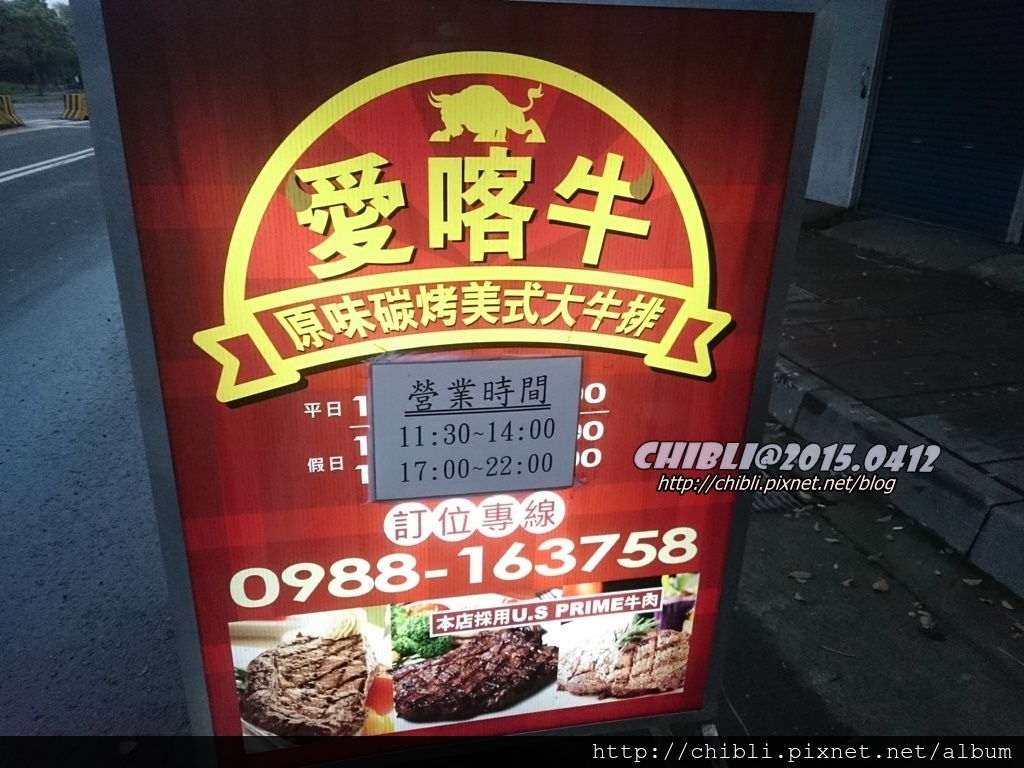 愛喀牛
原味碳烤美式大牛排
營業時間
11:30~14:00
17:00~22:00
平日
假日
訂位專線
0988-163758
本店採用U.S PRIME牛肉
CHIBLI@2015.0412
http://chibli.pixnet.net/blog
http://chibli.pixnet.net/album